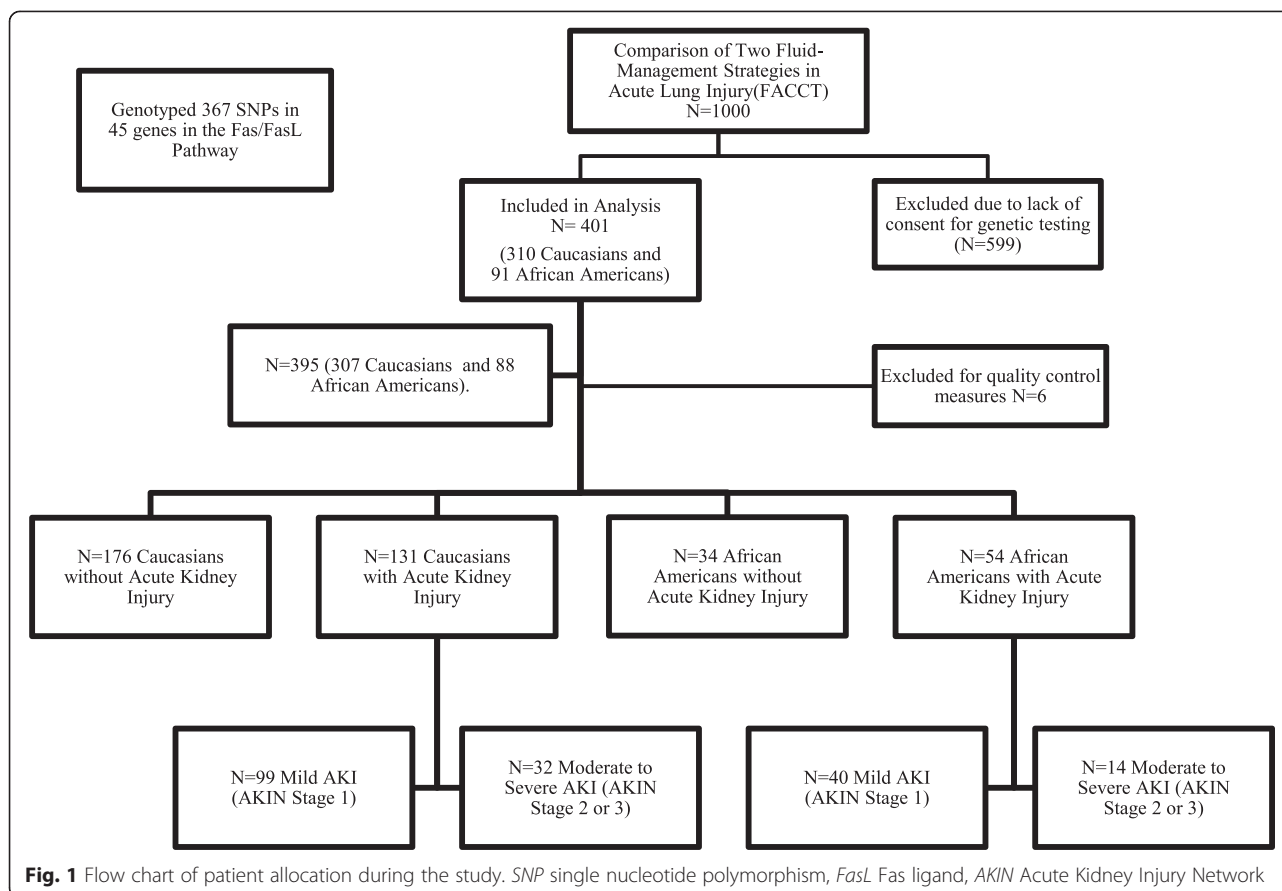 Comparison of Two Fluid-
Management Strategies in
Acute Lung Injury(FACCT)
N=1000
Genotyped 367 SNPs in
45 genes in the Fas/FasL
Pathway
Included in Analysis
N= 401
(310 Caucasians and
91 African Americans)
Excluded due to lack of
consent for genetic testing
(N=599)
N=395 (307 Caucasians and 88
African Americans).
Excluded for quality control
measures N=6
N=176 Caucasians
without Acute Kidney
Injury
N=131 Caucasians
with Acute Kidney
Injury
N=34 African
Americans without
Acute Kidney Injury
N=54 African
Americans with Acute
Kidney Injury
N=99 Mild AKI
(AKIN Stage 1)
N=32 Moderate to
Severe AKI (AKIN
Stage 2 or 3)
N=40 Mild AKI
(AKIN Stage 1)
N=14 Moderate to
Severe AKI (AKIN
Stage 2 or 3)
Fig. 1 Flow chart of patient allocation during the study. SNP single nucleotide polymorphism, FasL Fas ligand, AKIN Acute Kidney Injury Network